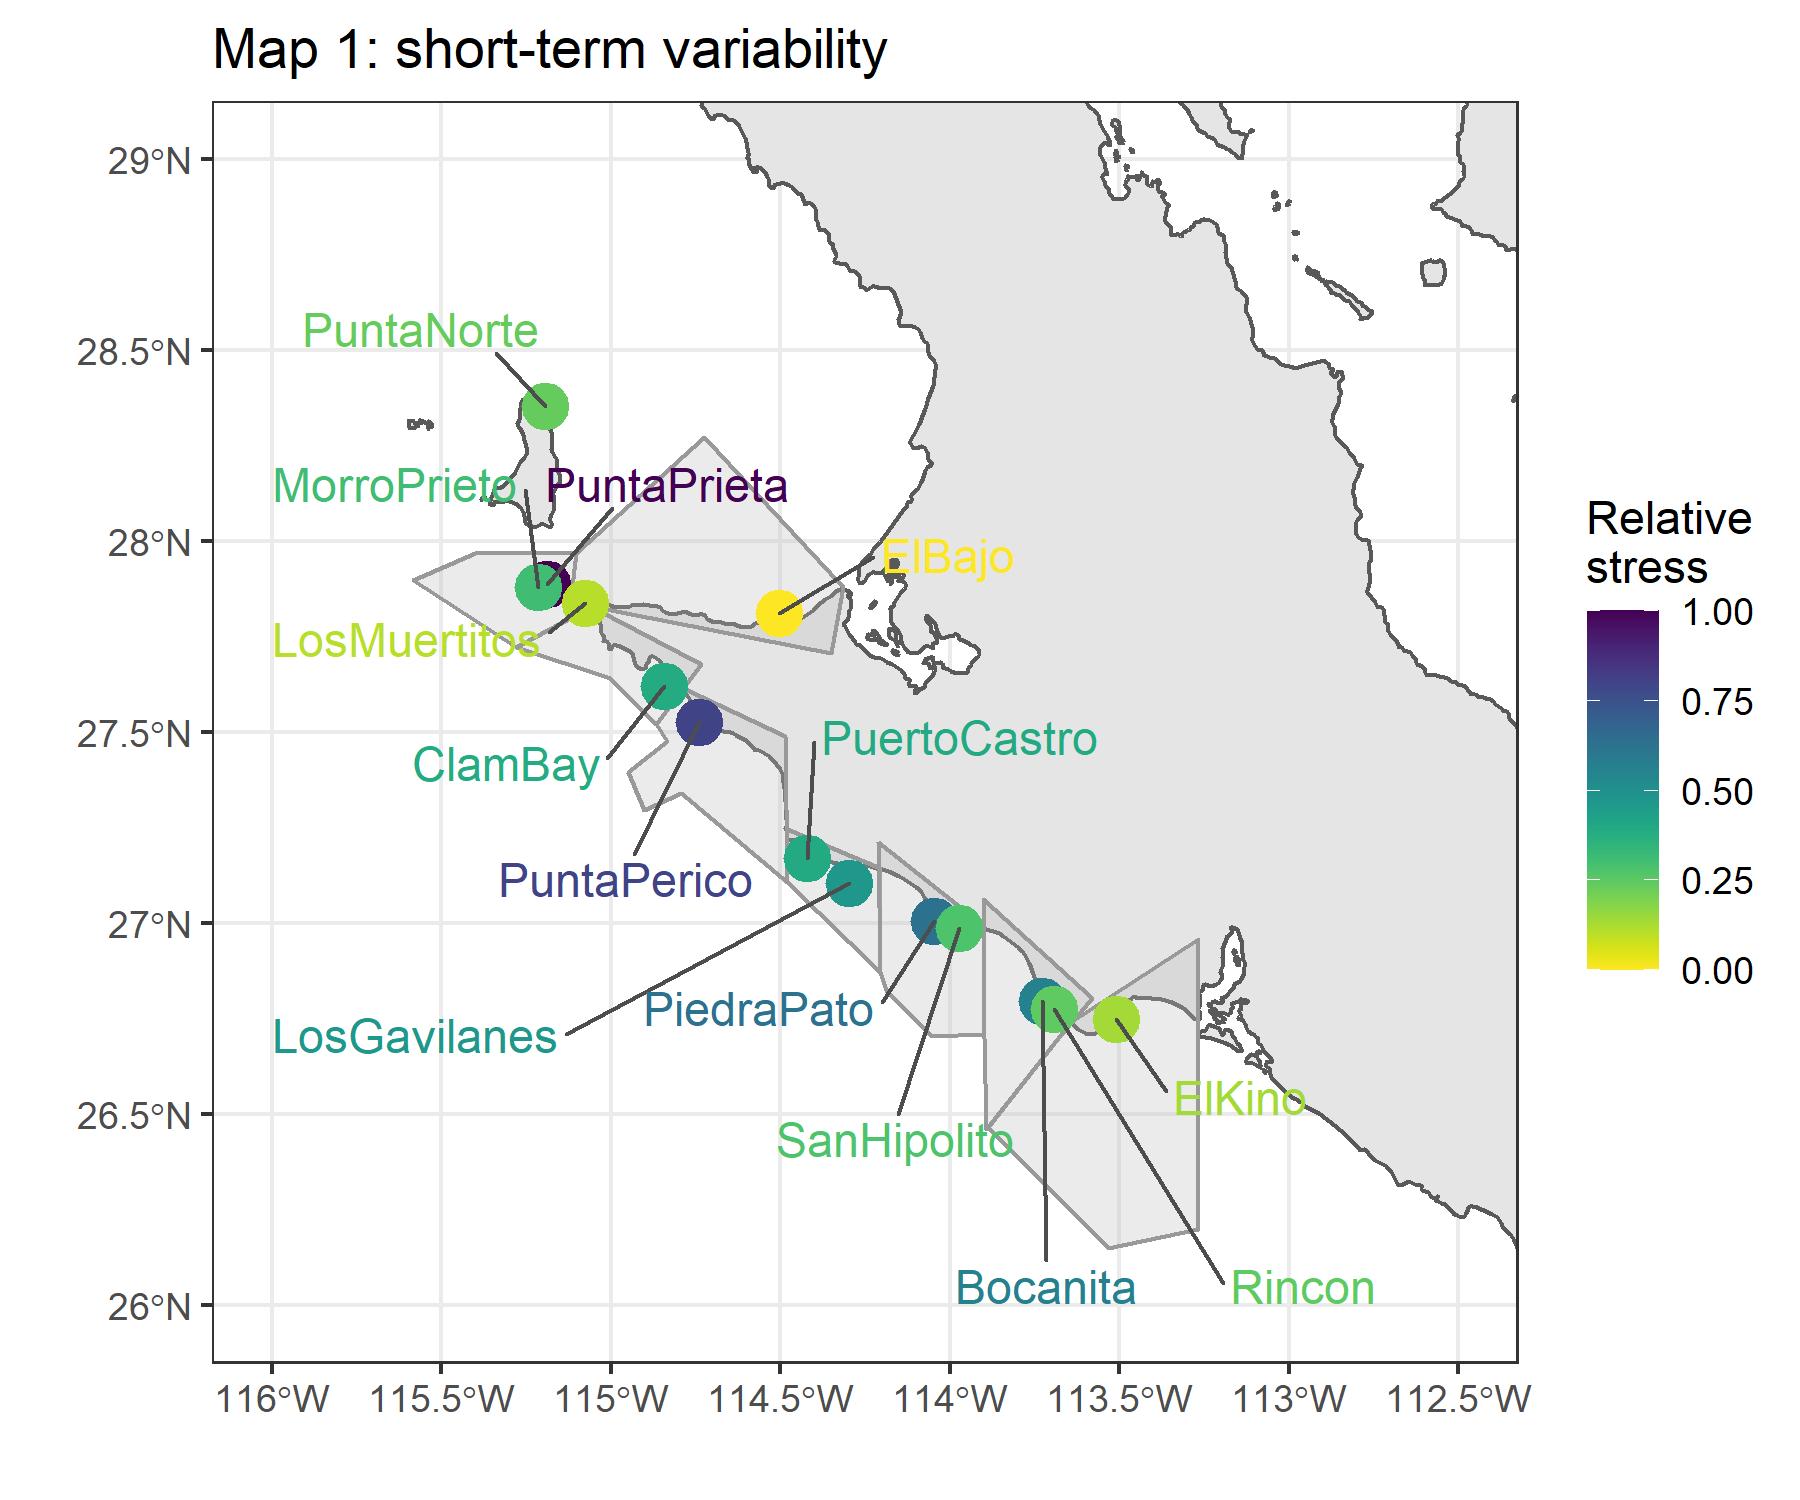 Map 1: short-term variability
29°N
28.5°N
28°N
27.5°N
27°N
26.5°N
26°N
PuntaNorte
MorroPrieto
PuntaPrieta
ElBajo
LosMuertitos
PuertoCastro
ClamBay
PuntaPerico
PiedraPato
LosGavilanes
ElKino
SanHipolito
Bocanita
Rincon
116°W
115.5°W
115°W
114.5°W
114°W
113.5°W
113°W
112.5°W
Relative
stress
1.00
0.75
0.50
0.25
0.00